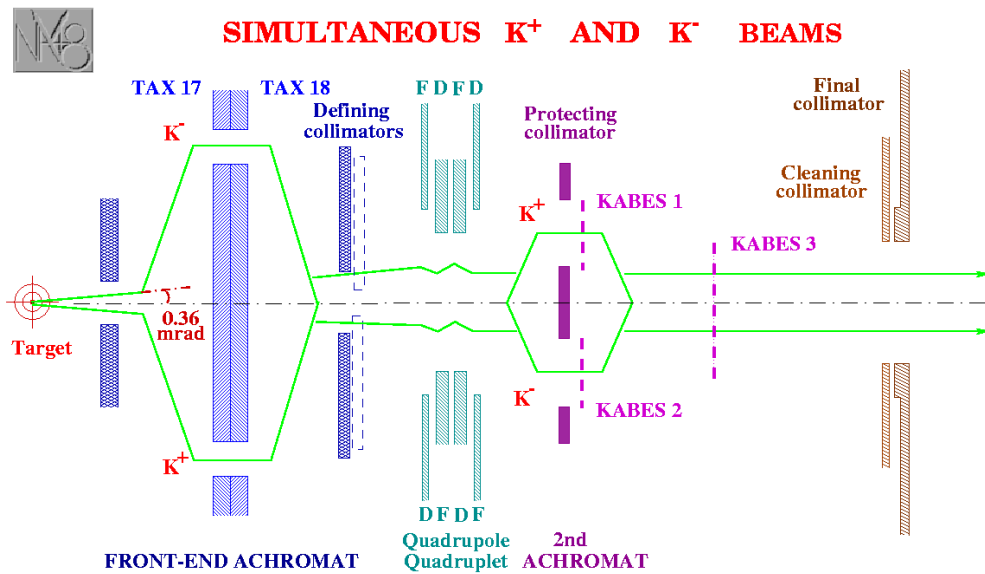 NA48
SIMULTANEOUS K+ AND K- BEAMS
TAX 17
TAX 18
F D F D
Defining
collimators
Protecting
collimator
Final
collimator
Cleaning
collimator
K-
K+
KABES 1
KABES 3
0.36
mrad
Target
K+
K-
KABES 2
D F D F
Quadrupole
Quadruplet
2nd
ACHROMAT
FRONT-END ACHROMAT